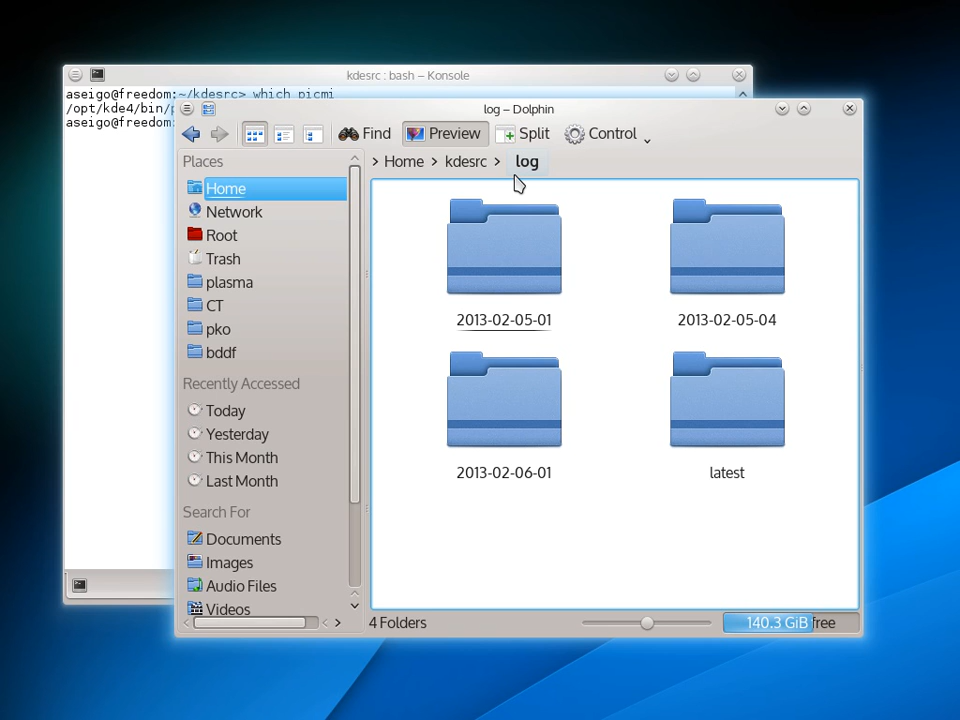 kdesrc : bash – Konsole
aseigo@freedom:~/kdesrc> which picmi
/opt/kde4/bin/
aseigo@freedom:
log – Dolphin
Find Preview Split Control
Places
> Home > kdesrc > log
Home
Network
Root
Trash
plasma
CT
pko
bddf
2013-02-05-01
2013-02-05-04
Recently Accessed
Today
Yesterday
This Month
Last Month
2013-02-06-01
latest
Search For
Documents
Images
Audio Files
Videos
4 Folders
140.3 GiB free